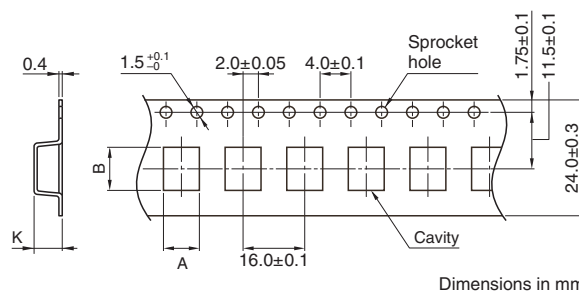 0.4
1.5 +0.1 −0
2.0±0.05
4.0±0.1
Sprocket hole
1.75±0.1
11.5±0.1
24.0±0.3
B
K
A
16.0±0.1
Cavity
Dimensions in mm